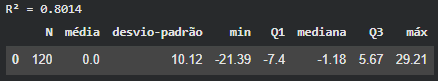 R² = 0.8014
N média desvio-padrão min Q1 mediana Q3 máx
0 120 0.0 10.12 -21.39 -7.4 -1.18 5.67 29.21